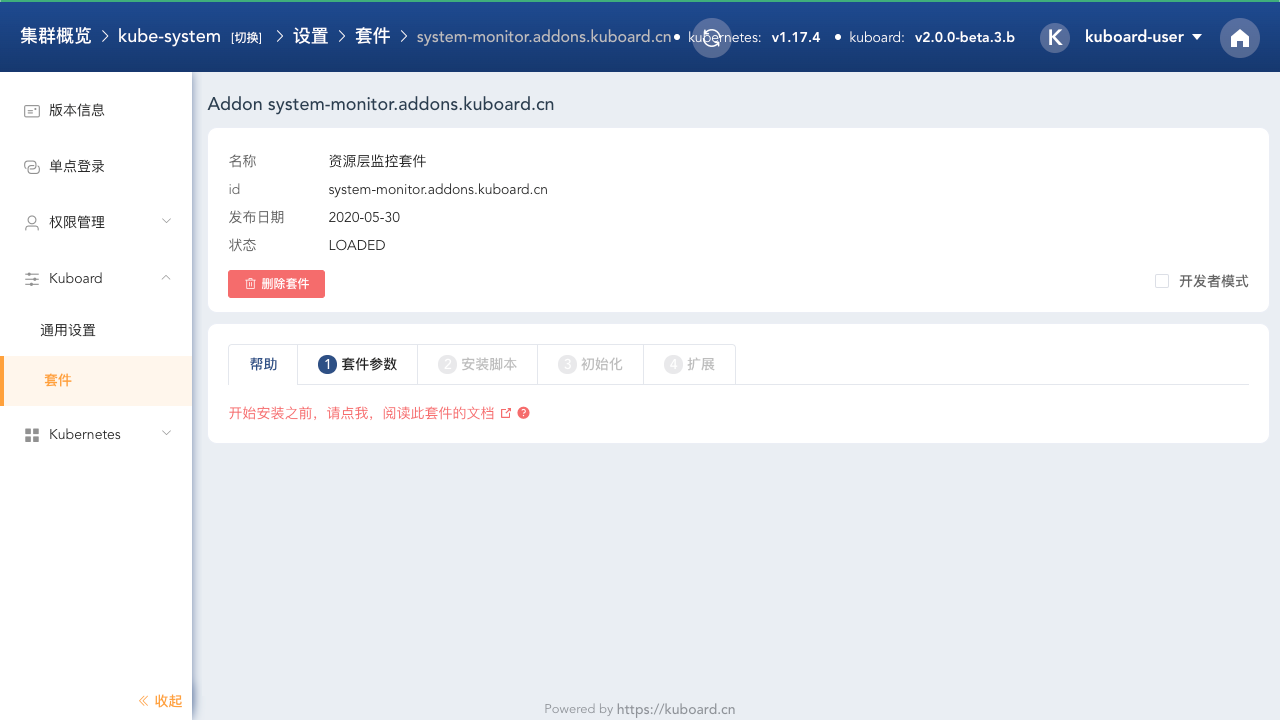 集群概览 > kube-system [切换] > 设置 > 套件 > system-monitor.addons.kuboard.cn • kubernetes: v1.17.4 • kuboard: v2.0.0-beta.3.b K kuboard-user
版本信息
单点登录
权限管理
Kuboard
通用设置
套件
Kubernetes
« 收起
Addon system-monitor.addons.kuboard.cn
名称 资源层监控套件
id system-monitor.addons.kuboard.cn
发布日期 2020-05-30
状态 LOADED
删除套件 开发者模式
帮助 1 套件参数 2 安装脚本 3 初始化 4 扩展
开始安装之前，请点我，阅读此套件的文档 ?
Powered by https://kuboard.cn